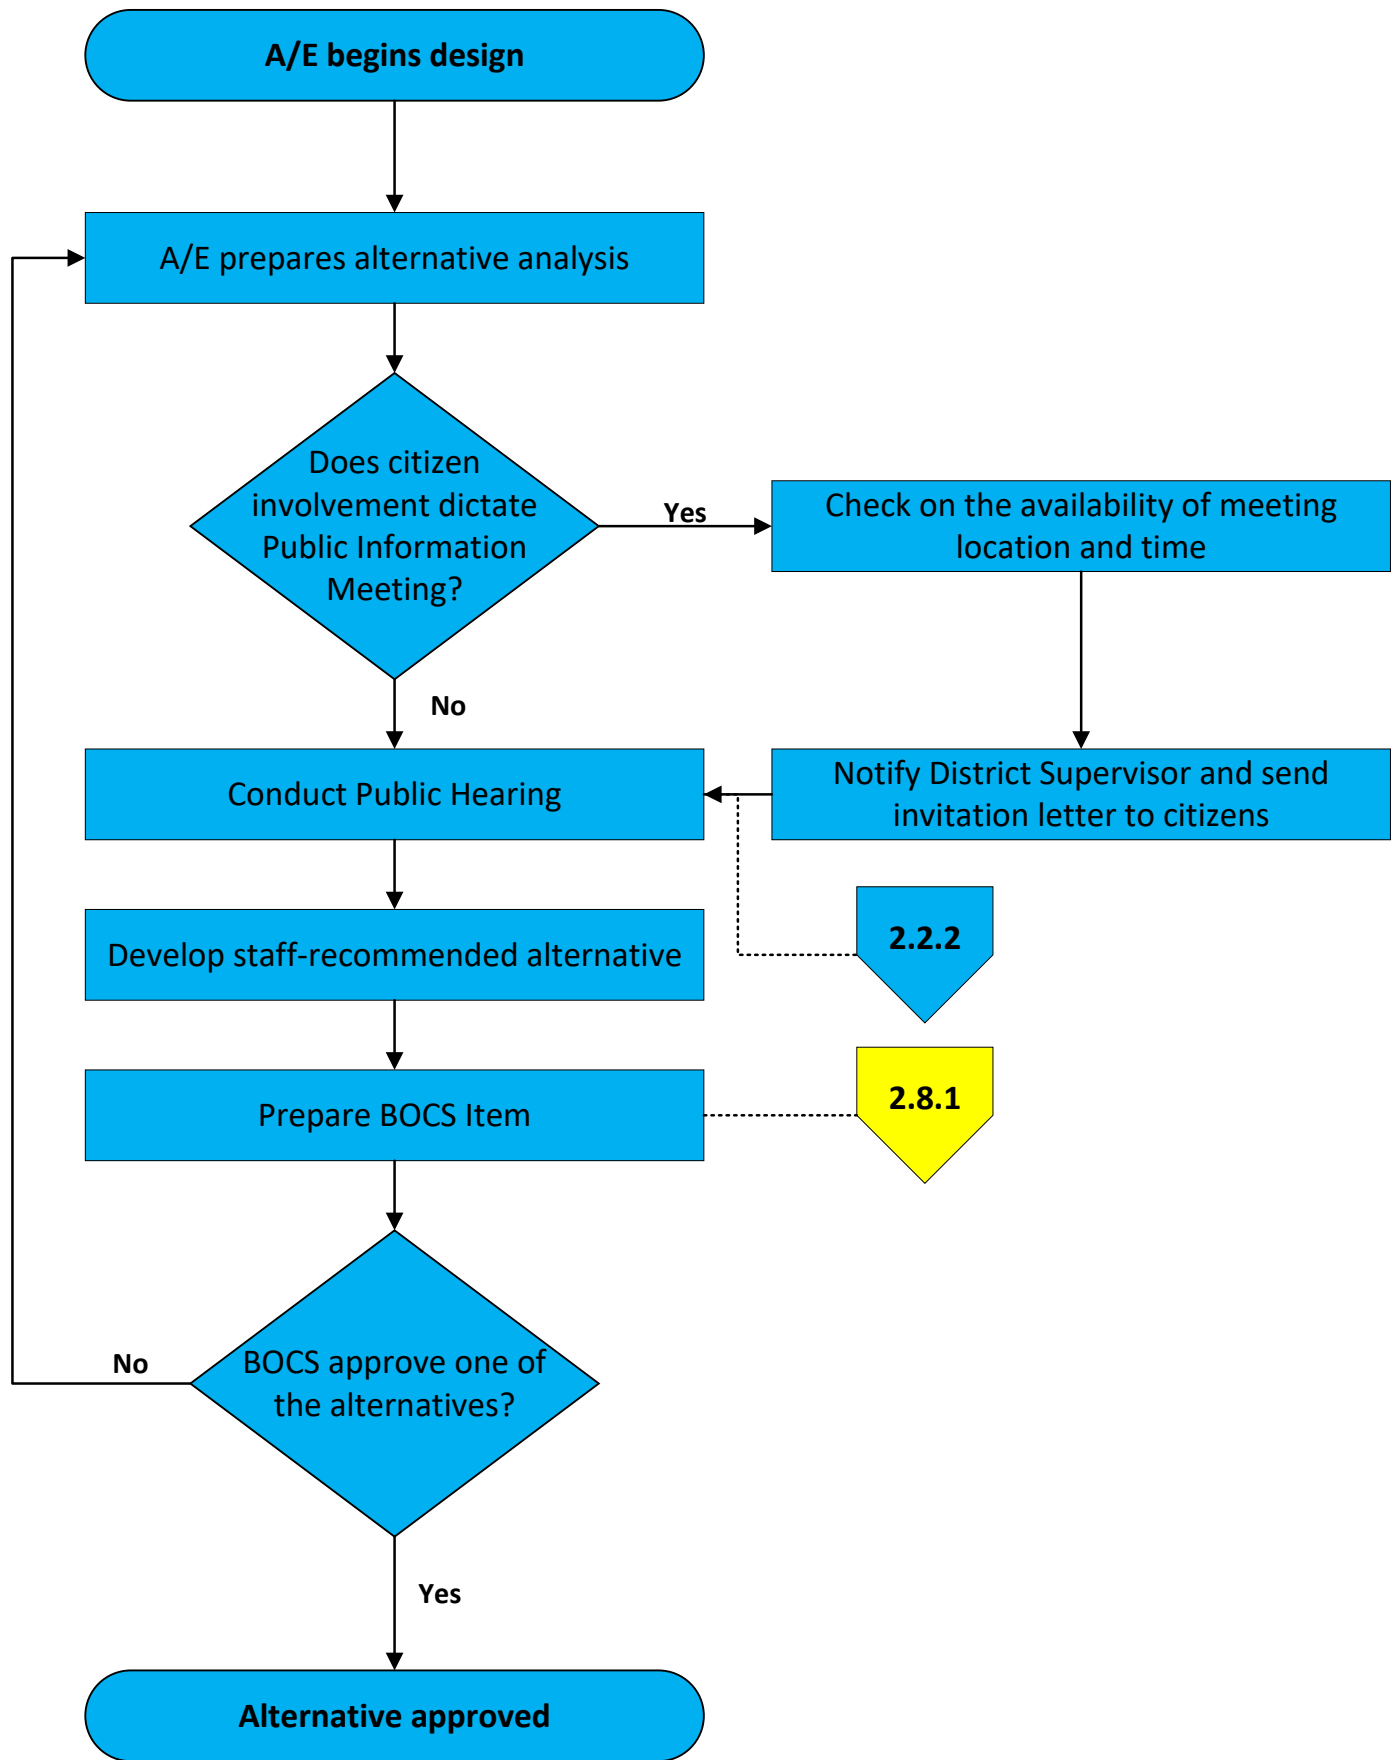 A/E begins design
A/E prepares alternative analysis
Does citizen
involvement dictate
Public Information
Meeting?
Yes
Check on the availability of meeting
location and time
No
Conduct Public Hearing
Notify District Supervisor and send
invitation letter to citizens
Develop staff-recommended alternative
2.2.2
Prepare BOCS Item
2.8.1
No
BOCS approve one of
the alternatives?
Yes
Alternative approved